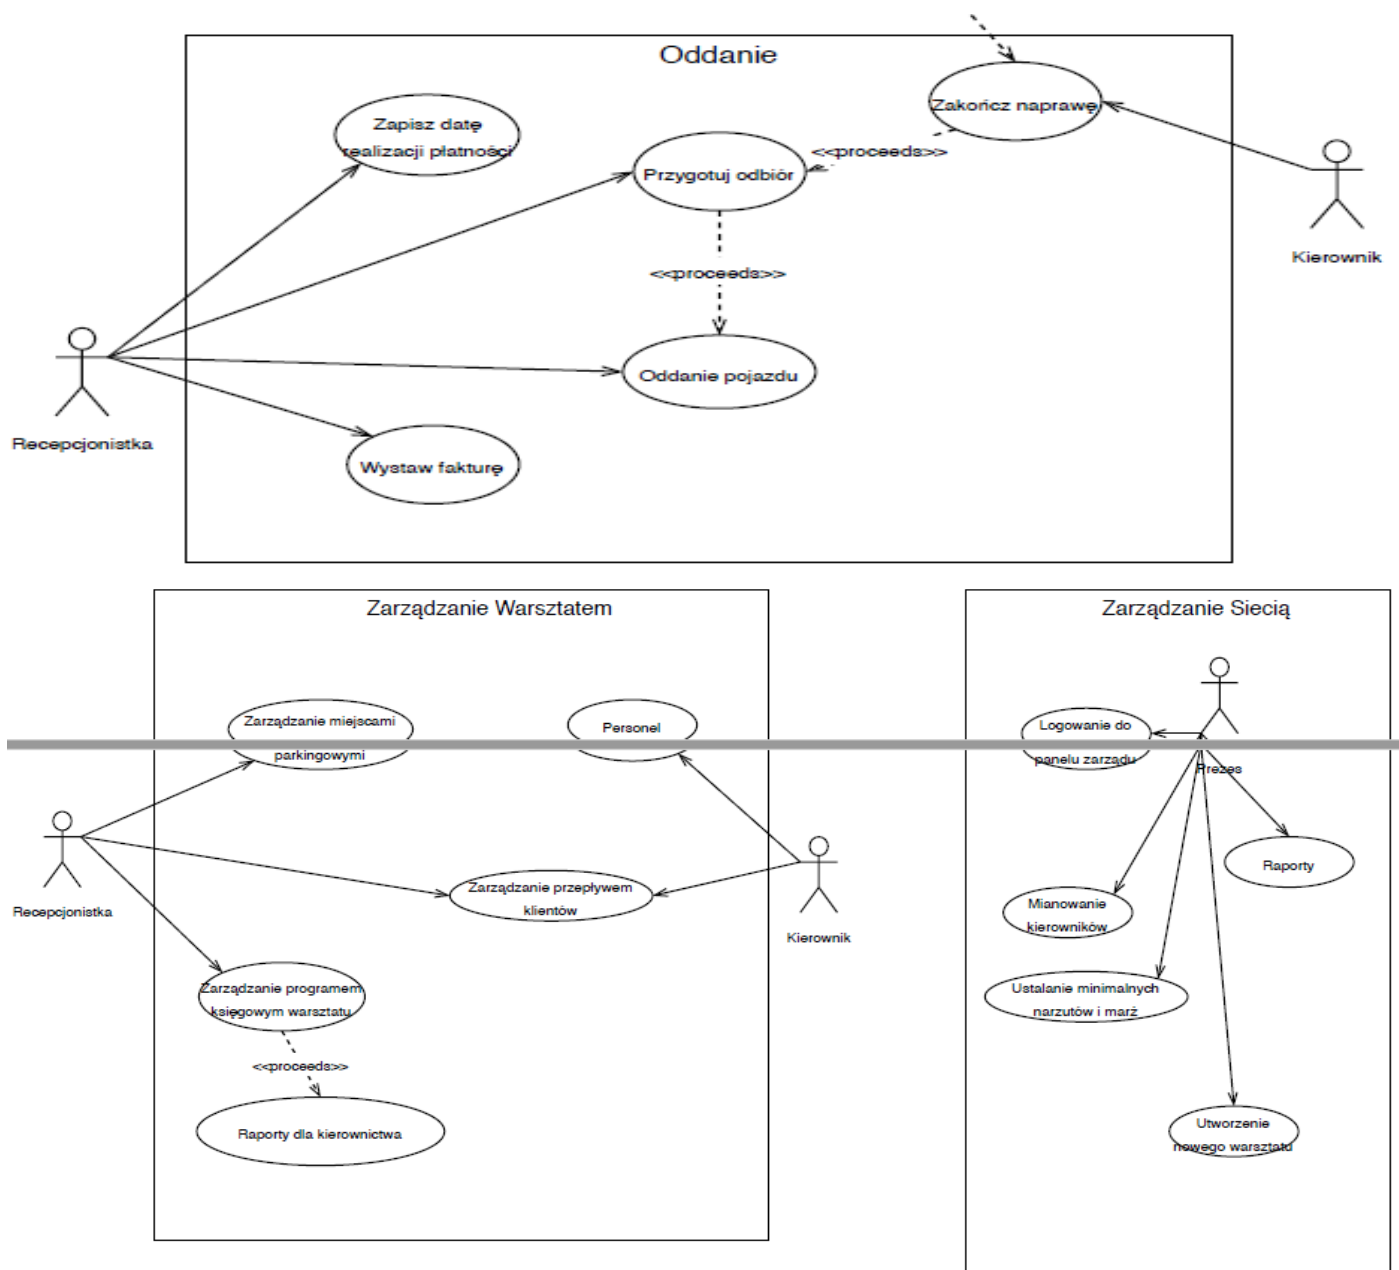 Oddanie
Zakończ naprawę
Zapisz datę
realizacji płatności
<<proceeds>>
Przygotuj odbiór
Kierownik
<<proceeds>>
Oddanie pojazdu
Recepcjonistka
Wystaw fakturę
Zarządzanie Warsztatem
Zarządzanie miejscami
parkingowymi
Personel
Recepcjonistka
Zarządzanie przepływem
klientów
Kierownik
Zarządzanie programem
księgowym warsztatu
<<proceeds>>
Raporty dla kierownictwa
Zarządzanie Siecią
Logowanie do
panelu zarządu
Prezes
Raporty
Mianowanie
kierowników
Ustalanie minimalnych
narzutów i marż
Utworzenie
nowego warsztatu